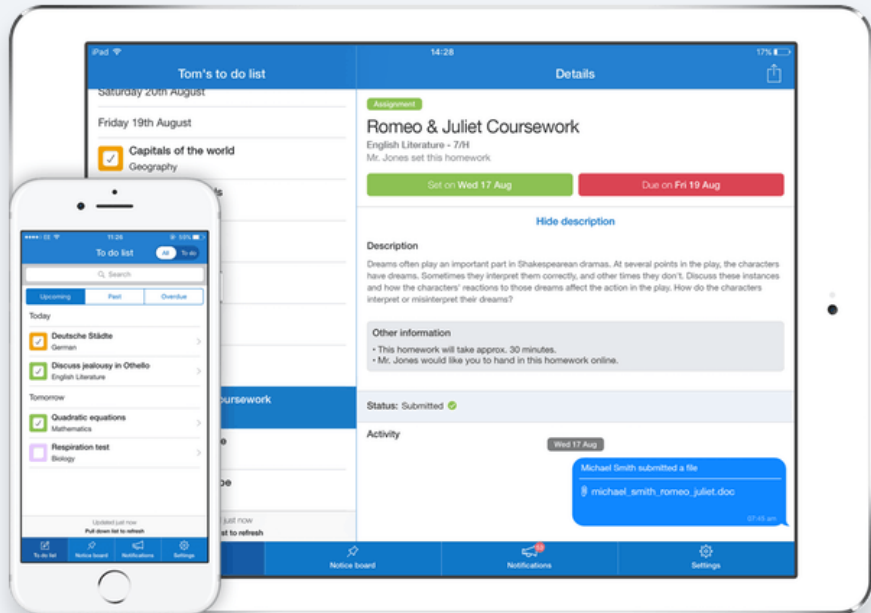 iPad
14:28
17%
Tom's to do list
Details
Saturday 20th August
Friday 19th August
Capitals of the world
Geography
Assignment
Romeo & Juliet Coursework
English Literature - 7/H
Mr. Jones set this homework
Set on Wed 17 Aug
Due on Fri 19 Aug
Hide description
Description
Dreams often play an important part in Shakespearean dramas. At several points in the play, the characters
have dreams. Sometimes they interpret them correctly, and other times they don't. Discuss these instances
and how the characters' reactions to those dreams affect the action in the play. How do the characters
interpret or misinterpret their dreams?
Other information
• This homework will take approx. 30 minutes.
• Mr. Jones would like you to hand in this homework online.
Status: Submitted
Activity
Wed 17 Aug
Michael Smith submitted a file
michael_smith_romeo_juliet.doc
07:45 am
just now
to refresh
Notice board
Notifications
Settings
11:26
To do list
All
To do
Search
Upcoming
Past
Overdue
Today
Deutsche Städte
German
Discuss jealousy in Othello
English Literature
Tomorrow
Quadratic equations
Mathematics
Respiration test
Biology
Updated just now
Pull down list to refresh
To do list
Notice board
Notifications
Settings